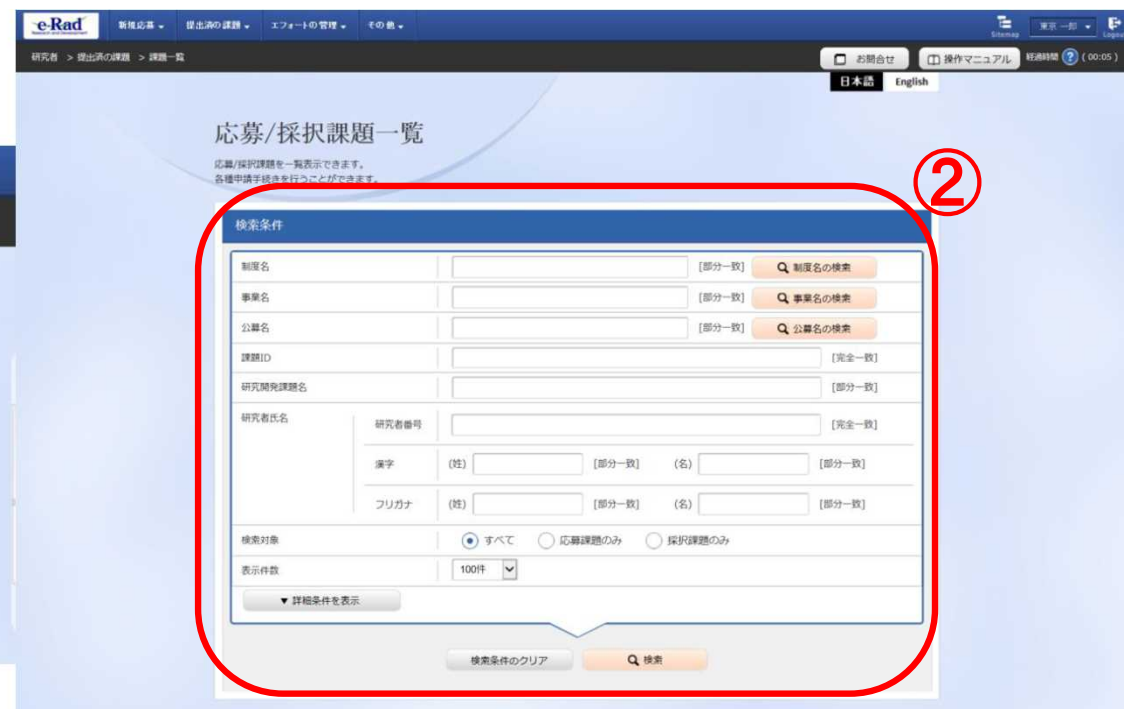 e-Rad 新規応募 提出済の課題 エフォートの管理 その他 Sitemap 東京 一郎 Logout
Research and Development
研究者 > 提出済の課題 > 課題一覧 お問合せ 操作マニュアル 経過時間 ? ( 00:05 )
日本語 English
応募/採択課題一覧
応募/採択課題を一覧表示できます。
各種申請手続きを行うことができます。
②
検索条件
制度名 [部分一致] 制度名の検索
事業名 [部分一致] 事業名の検索
公募名 [部分一致] 公募名の検索
課題ID [完全一致]
研究開発課題名 [部分一致]
研究者氏名 研究者番号 [完全一致]
漢字 (姓) [部分一致] (名) [部分一致]
フリガナ (姓) [部分一致] (名) [部分一致]
検索対象 すべて 応募課題のみ 採択課題のみ
表示件数 100件
▼詳細条件を表示
検索条件のクリア 検索